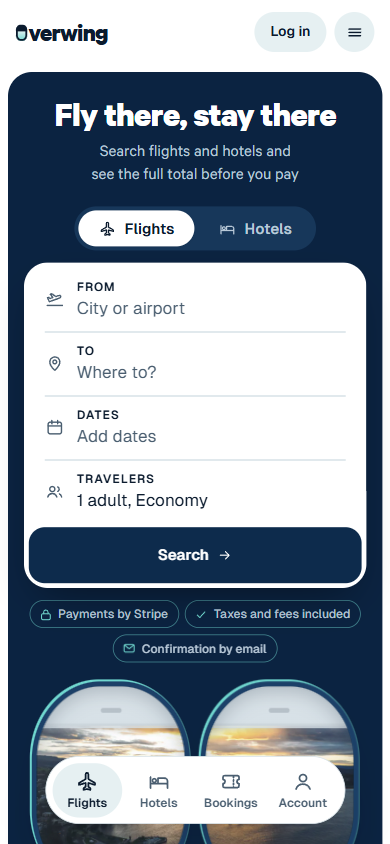 overwing
Log in
Fly there, stay there
Search flights and hotels and
see the full total before you pay
Flights
Hotels
FROM
City or airport
TO
Where to?
DATES
Add dates
TRAVELERS
1 adult, Economy
Search →
Payments by Stripe
Taxes and fees included
Confirmation by email
Flights
Hotels
Bookings
Account